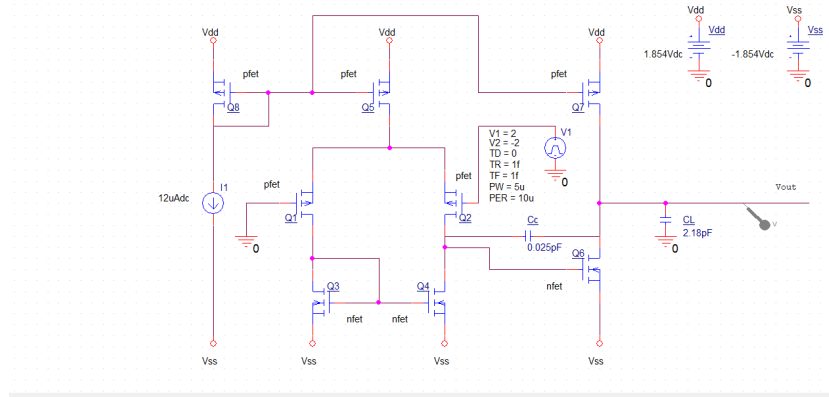 Vdd
Vss
Vdd
Vdd
Vdd
Vdd
Vss
pfet
pfet
pfet
1.854Vdc
-1.854Vdc
0
0
Q8
Q5
Q7
V1 = 2
V2 = -2
TD = 0
TR = 1f
TF = 1f
PW = 5u
PER = 10u
V1
0
pfet
pfet
I1
12uAdc
Q1
Q2
Vout
Cc
0.025pF
CL
2.18pF
V
0
0
Q6
nfet
Q3
Q4
nfet
nfet
Vss
Vss
Vss
Vss